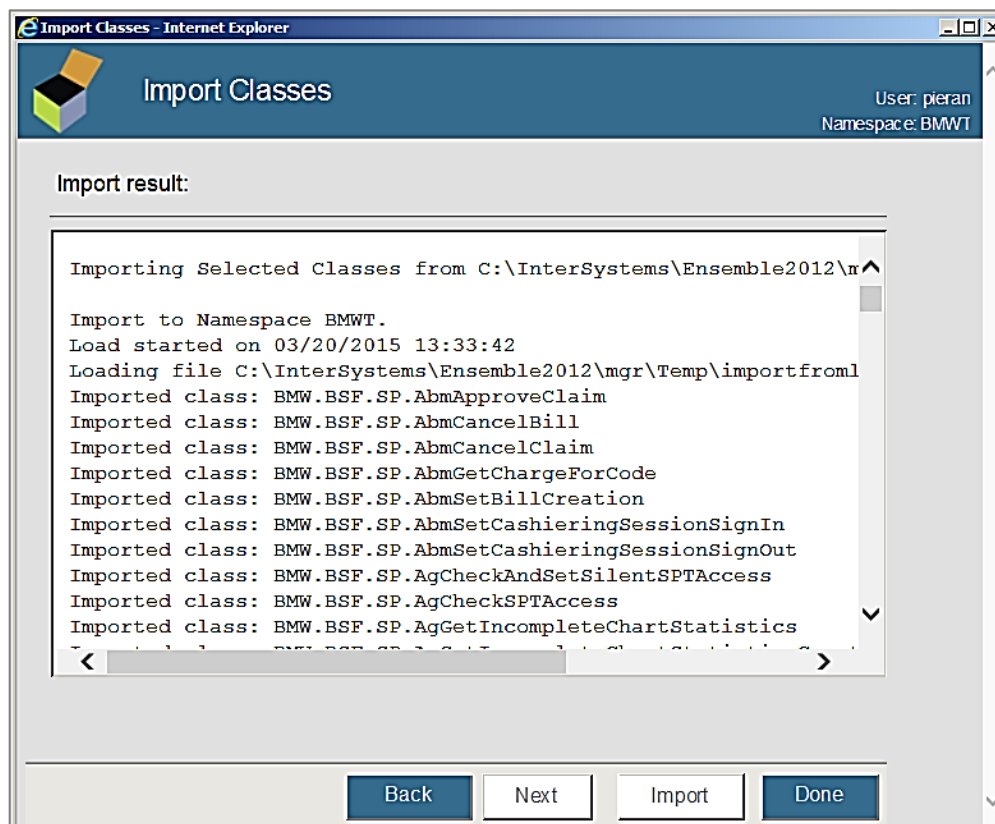 Import Classes - Internet Explorer
Import Classes
User: pieran
Namespace: BMWT
Import result:
Importing Selected Classes from C:\InterSystems\Ensemble2012\m
Import to Namespace BMWT.
Load started on 03/20/2015 13:33:42
Loading file C:\InterSystems\Ensemble2012\mgr\Temp\importfroml
Imported class: BMW.BSF.SP.AbmApproveClaim
Imported class: BMW.BSF.SP.AbmCancelBill
Imported class: BMW.BSF.SP.AbmCancelClaim
Imported class: BMW.BSF.SP.AbmGetChargeForCode
Imported class: BMW.BSF.SP.AbmSetBillCreation
Imported class: BMW.BSF.SP.AbmSetCashieringSessionSignIn
Imported class: BMW.BSF.SP.AbmSetCashieringSessionSignOut
Imported class: BMW.BSF.SP.AgCheckAndSetSilentSPTAccess
Imported class: BMW.BSF.SP.AgCheckSPTAccess
Imported class: BMW.BSF.SP.AgGetIncompleteChartStatistics
Back Next Import Done